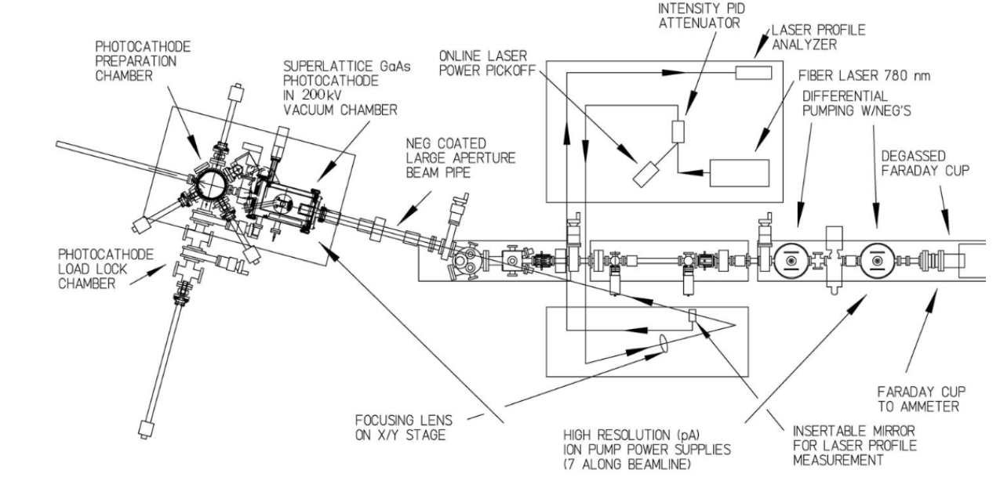 INTENSITY PID
ATTENUATOR
LASER PROFILE
ANALYZER
PHOTOCATHODE
PREPARATION
CHAMBER
SUPERLATTICE GaAs
PHOTOCATHODE
IN 200kV
VACUUM CHAMBER
ONLINE LASER
POWER PICKOFF
FIBER LASER 780 nm
DIFFERENTIAL
PUMPING W/NEG'S
NEG COATED
LARGE APERTURE
BEAM PIPE
DEGASSED
FARADAY CUP
PHOTOCATHODE
LOAD LOCK
CHAMBER
FOCUSING LENS
ON X/Y STAGE
HIGH RESOLUTION (pA)
ION PUMP POWER SUPPLIES
(7 ALONG BEAMLINE)
INSERTABLE MIRROR
FOR LASER PROFILE
MEASUREMENT
FARADAY CUP
TO AMMETER